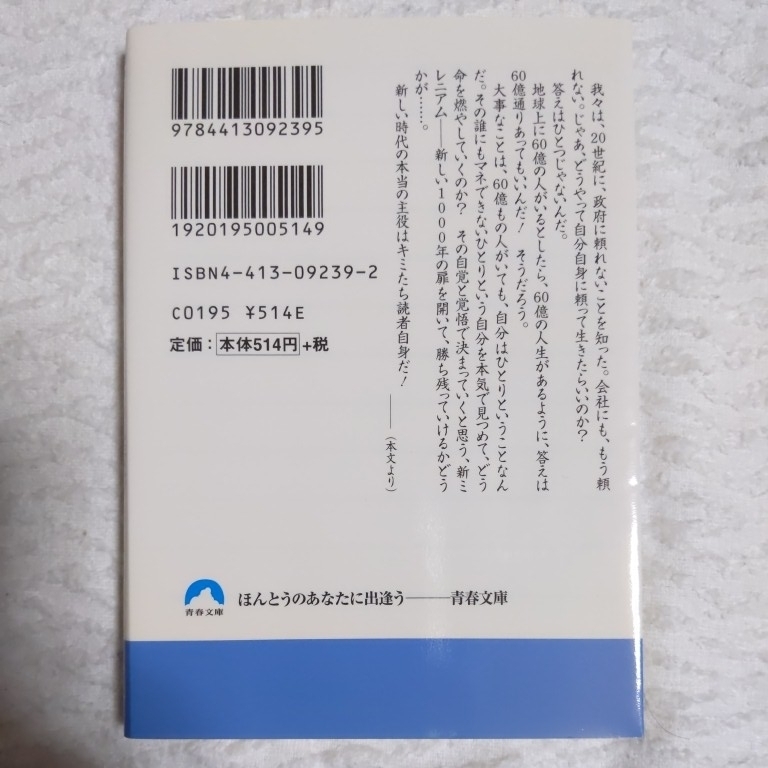 9784413092395
1920195005149
ISBN4-413-09239-2
C0195 ¥514E
定価：本体514円+税
我々は、20世紀に、政府に頼れないことを知った。会社にも、もう頼
れない。じゃあ、どうやって自分自身に頼って生きたらいいのか？
答えはひとつじゃないんだ。
地球上に60億の人がいるとしたら、60億の人生があるように、答えは
60億通りあってもいいんだ！　そうだろう。
大事なことは、60億もの人がいても、自分はひとりということなん
だ。その誰にもマネできないひとりという自分を本気で見つめて、どう
命を燃やしていくのか？　その自覚と覚悟で決まっていくと思う、新ミ
レニアム――新しい1000年の扉を開いて、勝ち残っていけるかどう
かが……。
新しい時代の本当の主役はキミたち読者自身だ！　――（本文より）
青春文庫
ほんとうのあなたに出逢う――青春文庫